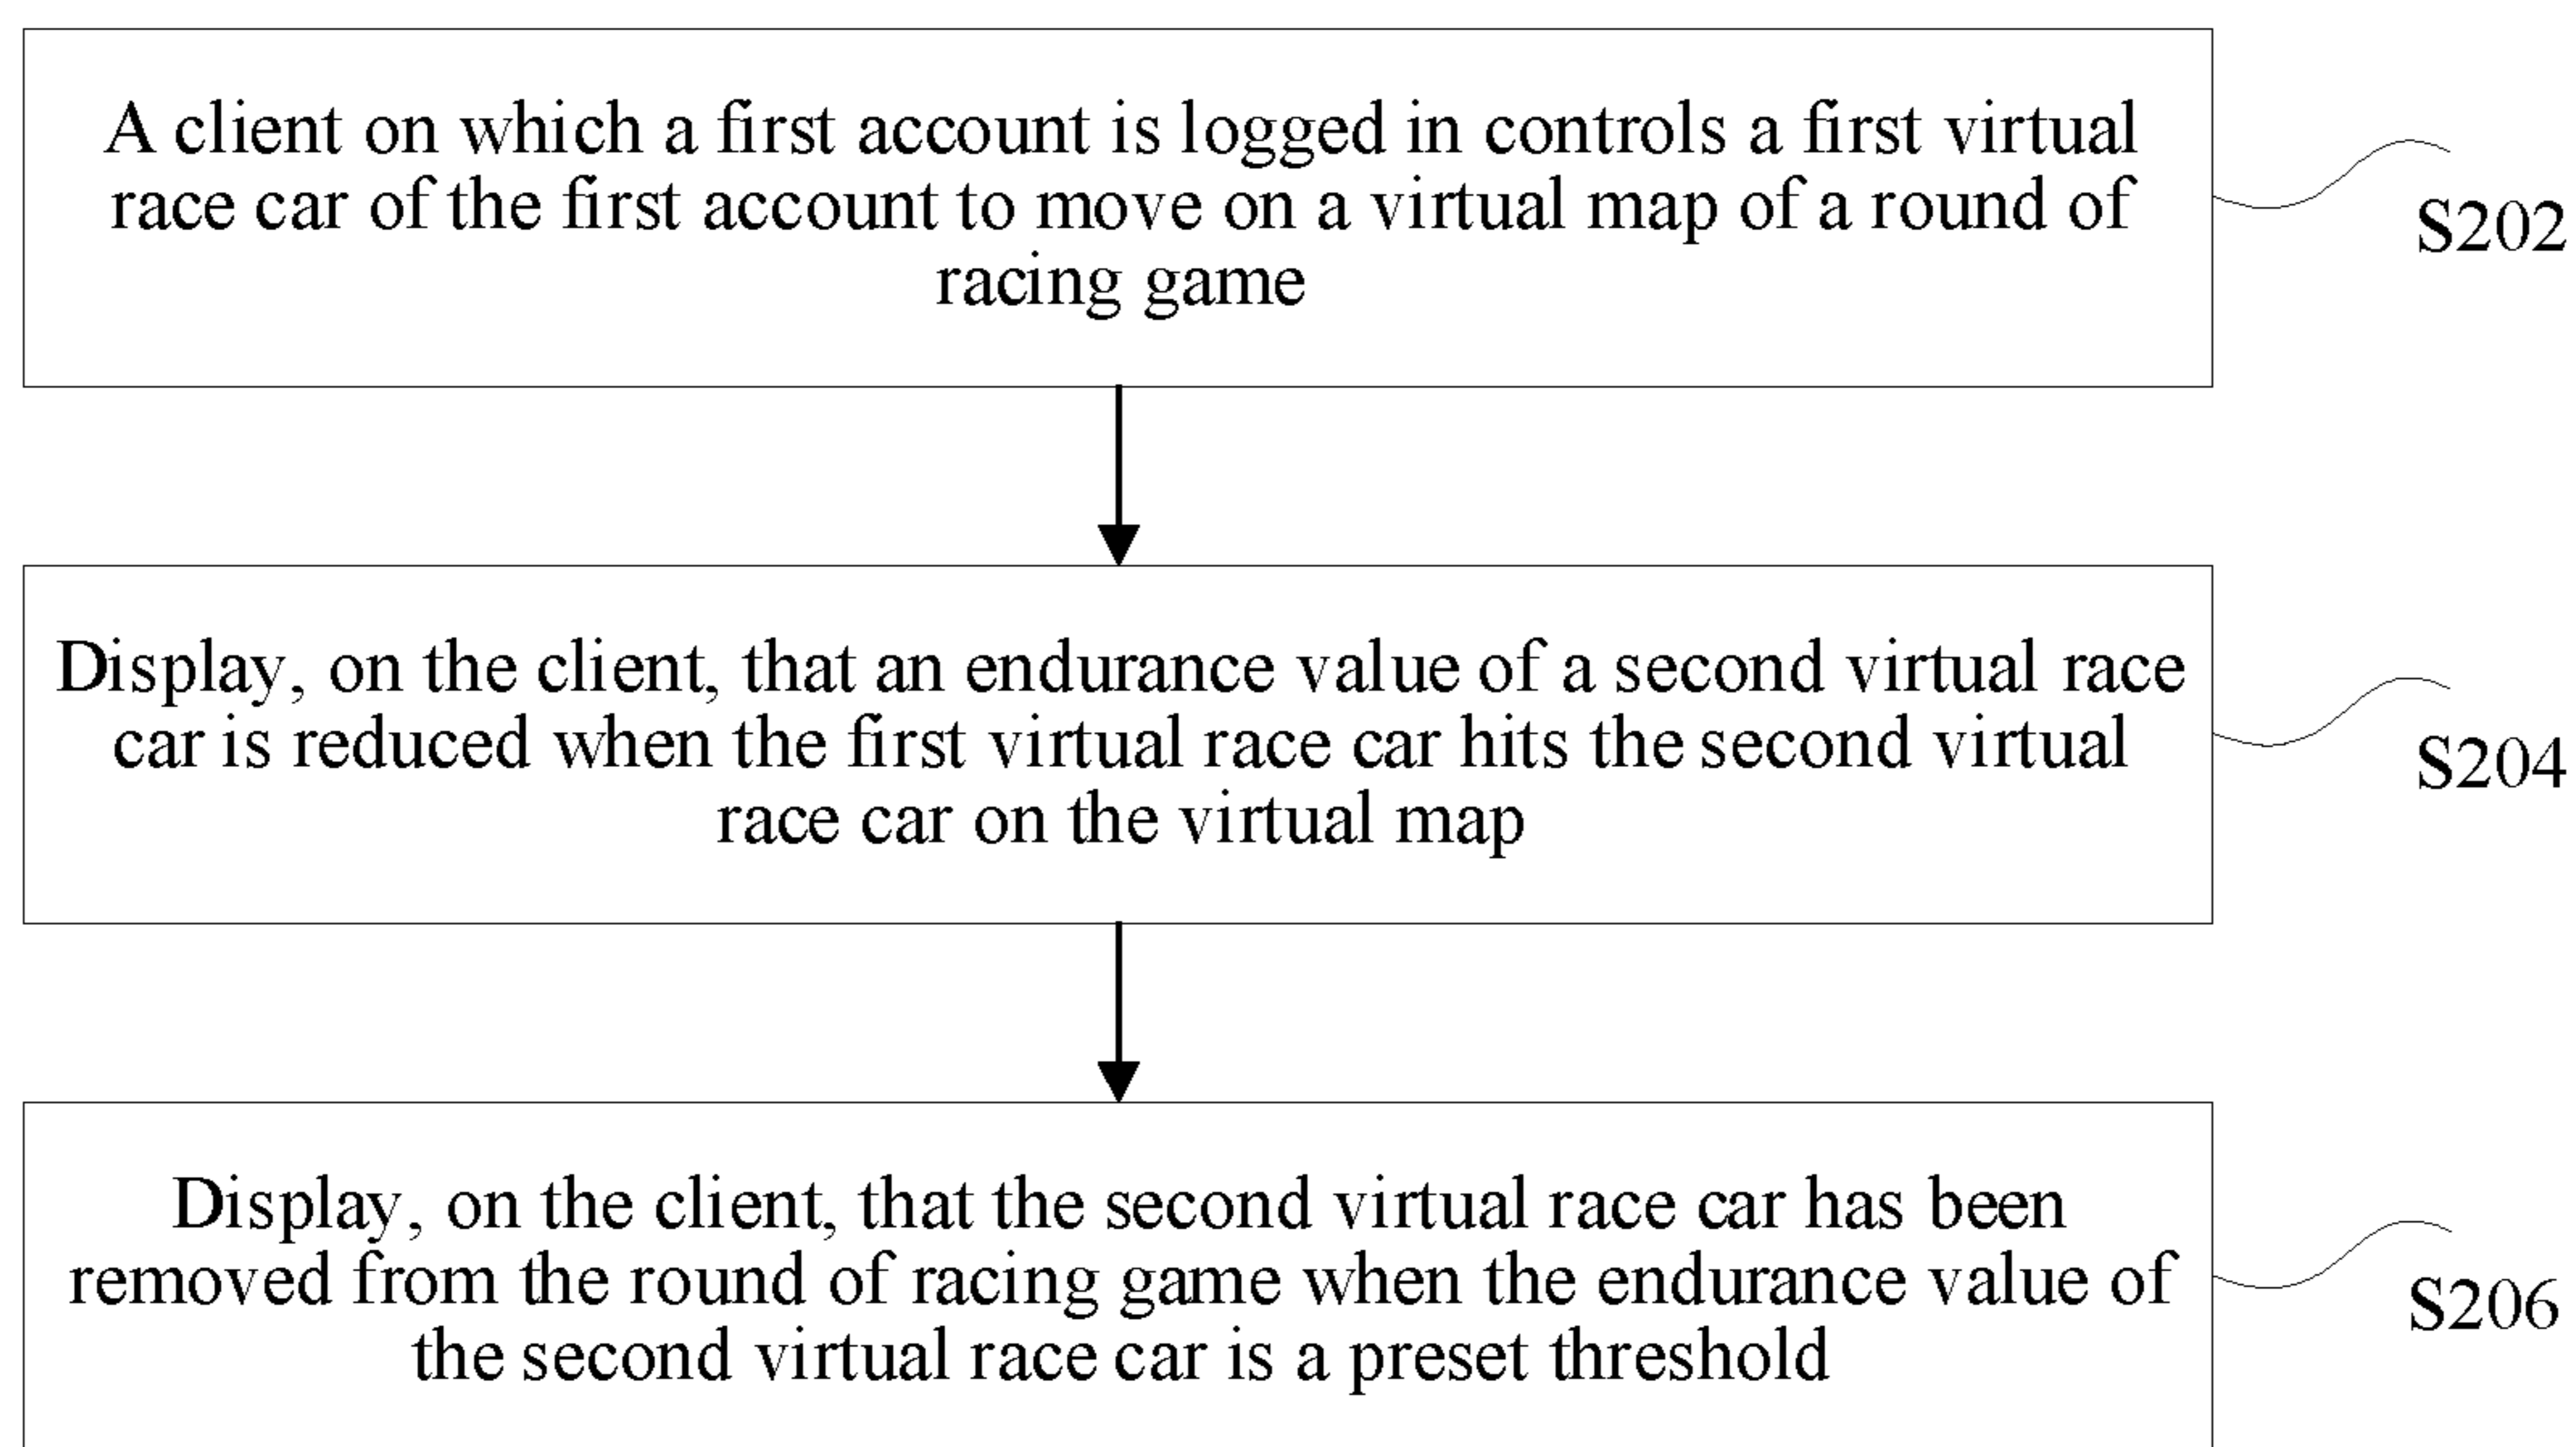 A client on which a first account is logged in controls a first virtual
race car of the first account to move on a virtual map of a round of
racing game
S202
Display, on the client, that an endurance value of a second virtual race
car is reduced when the first virtual race car hits the second virtual
race car on the virtual map
S204
Display, on the client, that the second virtual race car has been
removed from the round of racing game when the endurance value of
the second virtual race car is a preset threshold
S206